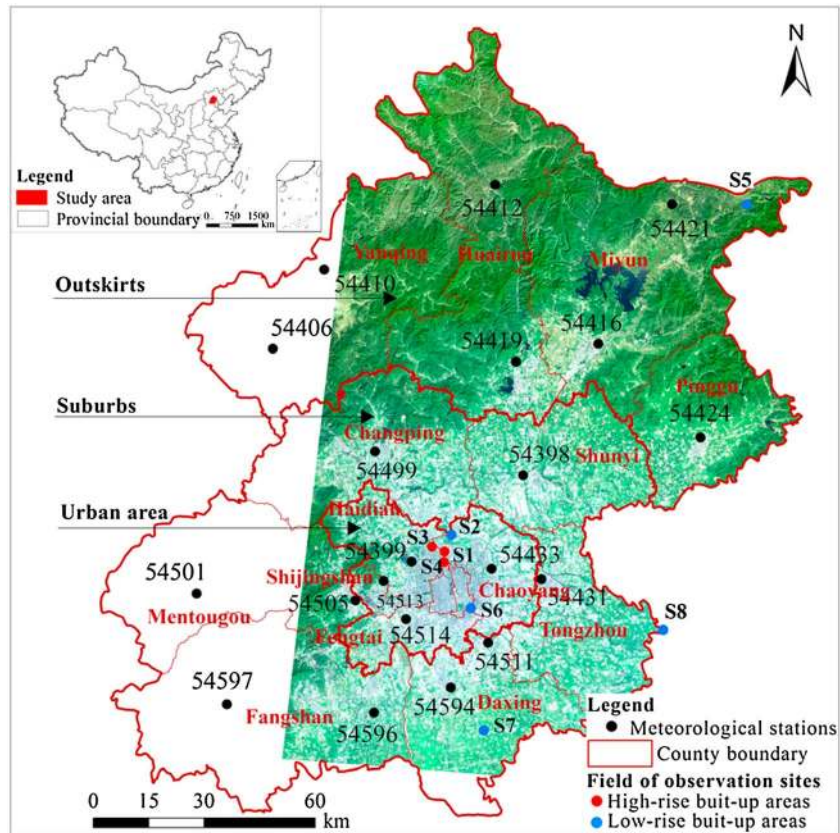 N
Legend
Study area
Provincial boundary
0 750 1500
km
S5
54412
54421
Yanqing
Huairou
Miyun
Outskirts
54410
54406
54416
54419
Pinggu
54424
Suburbs
Changping
54499
54398
Shunyi
Urban area
Haidian
S2
S3
S1
54399
S4
54433
54501
Shijingshan
Chaoyang
54431
54505
54513
S6
S8
Mentougou
Fengtai
54514
Tongzhou
54511
54597
54594
Daxing
Fangshan
54596
S7
Legend
Meteorological stations
County boundary
Field of observation sites
High-rise buit-up areas
Low-rise buit-up areas
0 15 30 60
km